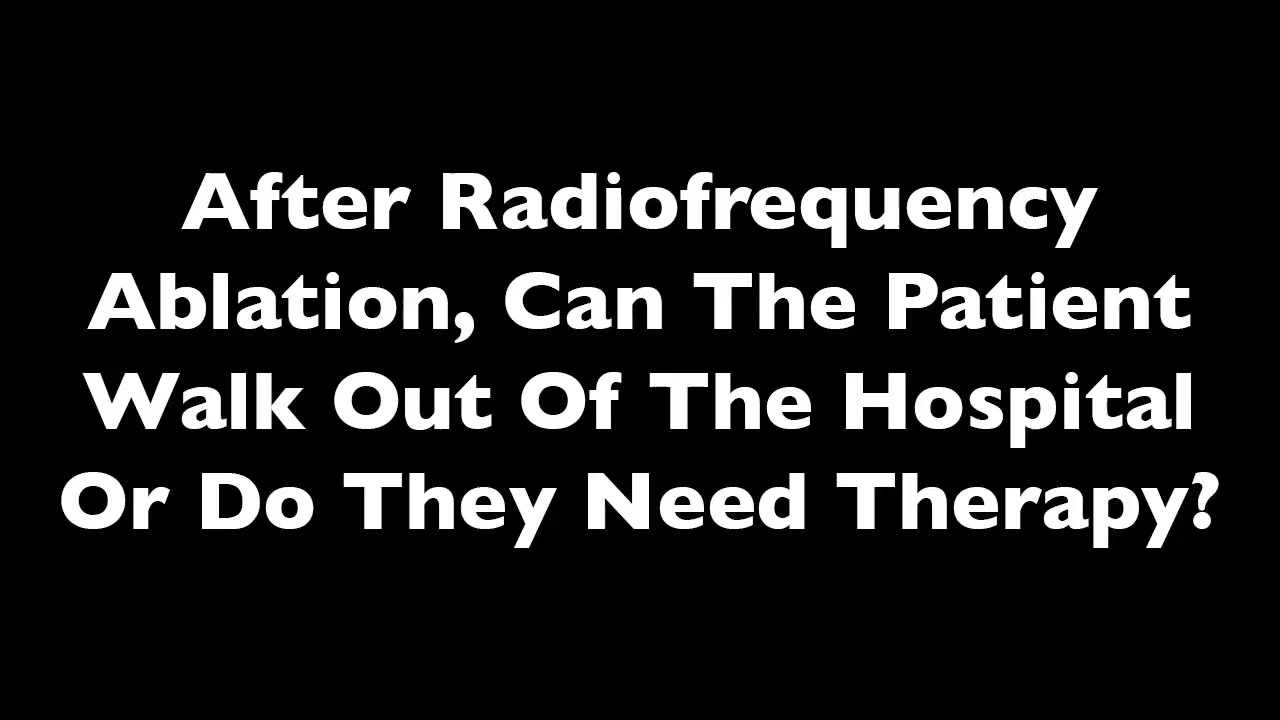 After Radiofrequency
Ablation, Can The Patient
Walk Out Of The Hospital
Or Do They Need Therapy?